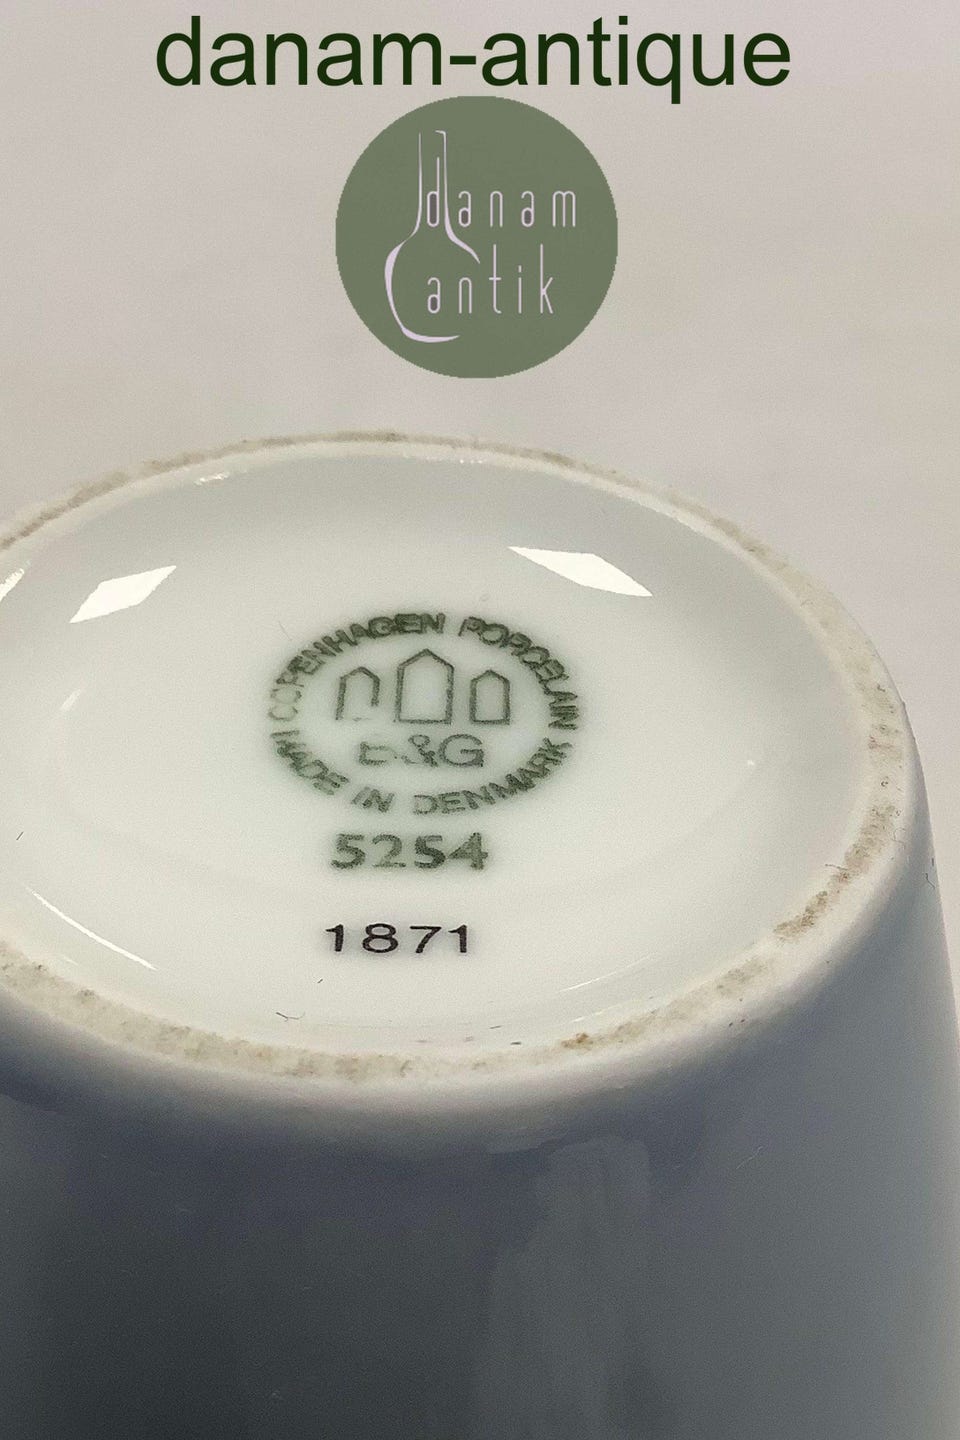 danam-antique
danam
antik
COPENHAGEN PORCELAIN
B&G
MADE IN DENMARK
5254
1871